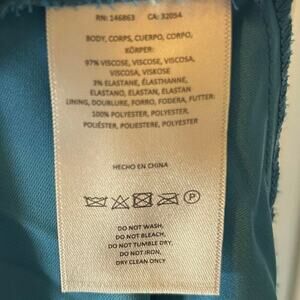 RN: 146863 CA: 32054
BODY, CORPS, CUERPO, CORPO,
KÖRPER:
97% VISCOSE, VISCOSE, VISCOSA,
VISCOSA, VISKOSE
3% ELASTANE, ÉLASTHANNE,
ELASTANO, ELASTAN, ELASTAN
LINING, DOUBLURE, FORRO, FODERA, FUTTER:
100% POLYESTER, POLYESTER,
POLIÉSTER, POLIESTERE, POLYESTER
HECHO EN CHINA
P
DO NOT WASH,
DO NOT BLEACH,
DO NOT TUMBLE DRY,
DO NOT IRON,
DRY CLEAN ONLY